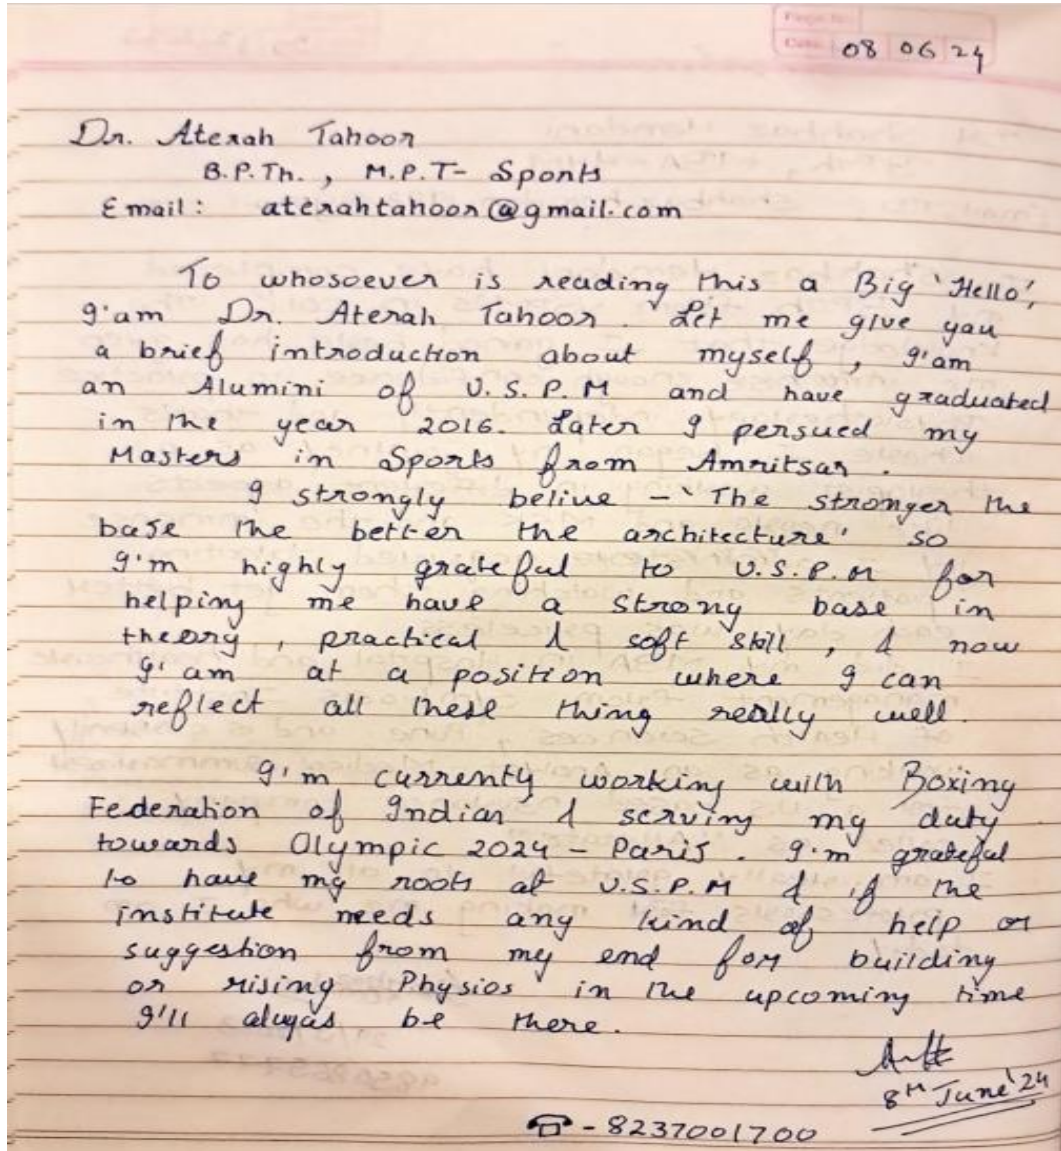 Page No.
Date 08 06 24
Dr. Aterah Tahoor
B.P.Th., M.P.T- Sports
Email: aterahtahoor@gmail.com
To whosoever is reading this a Big 'Hello',
I'am Dr. Aterah Tahoor. Let me give you
a brief introduction about myself, I'am
an Alumini of V.S.P.M and have graduated
in the year 2016. Later I persued my
Masters in Sports from Amritsar.
I strongly belive - 'The stronger the
base the better the architecture' so
I'm highly grateful to V.S.P.M for
helping me have a strong base in
theory, practical & soft skill, & now
I'am at a position where I can
reflect all these thing really well.
I'm currently working with Boxing
Federation of Indian & serving my duty
towards Olympic 2024 - Paris. I'm grateful
to have my roots at V.S.P.M & if the
institute needs any kind of help or
suggestion from my end for building
or rising Physios in the upcoming time
I'll alwyas be there.
8th June'24
☎ - 8237001700